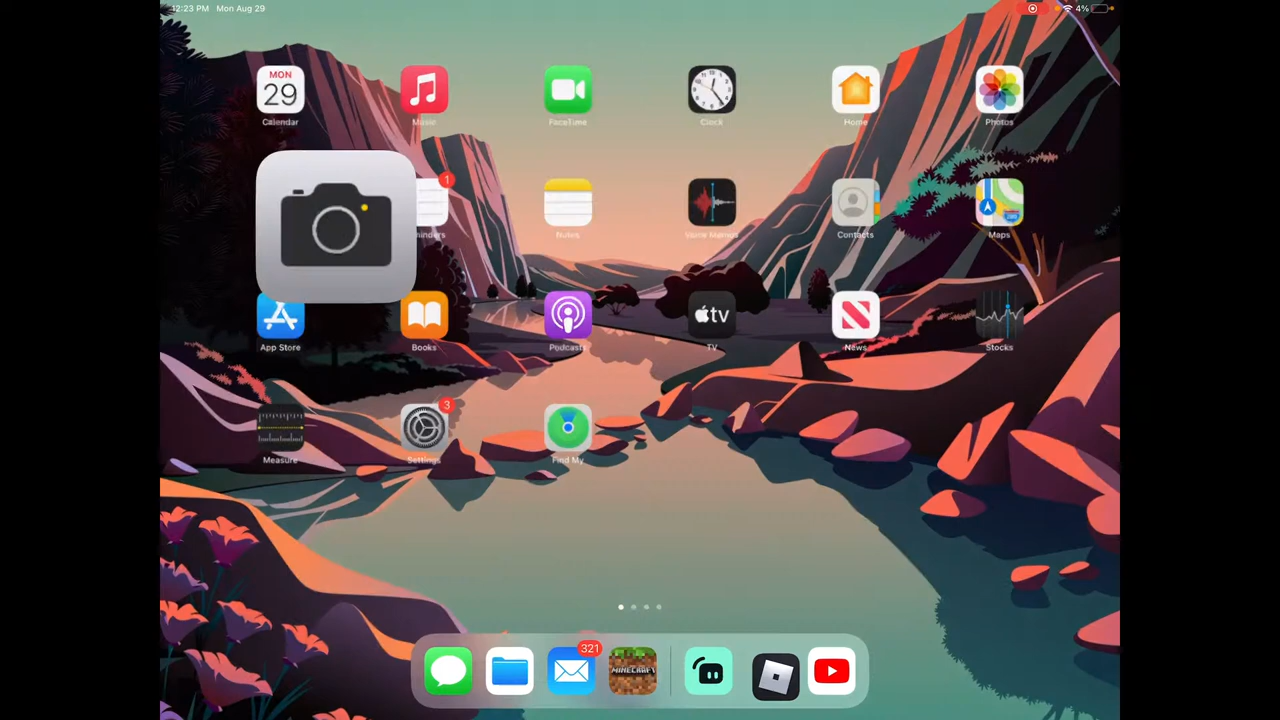 12:23 PM Mon Aug 29
4%
MON
29
Calendar
Music
FaceTime
Clock
Home
Photos
1
Notes
Voice Memos
Contacts
Maps
280
App Store
Books
Podcasts
tv
TV
News
Stocks
3
Measure
Settings
Find My
321
MINECRAFT